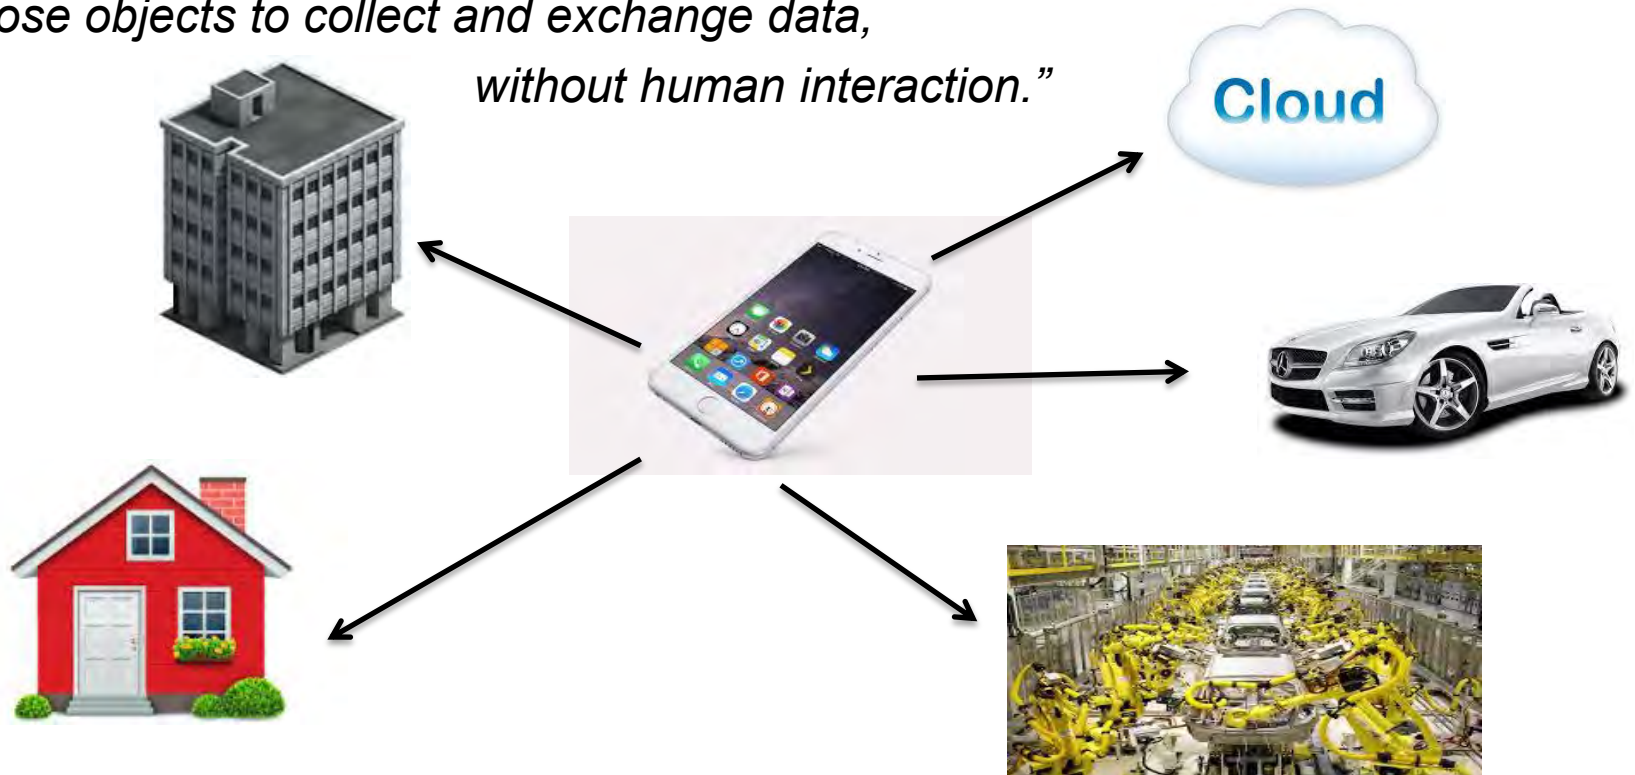 ose objects to collect and exchange data,
without human interaction.”
Cloud